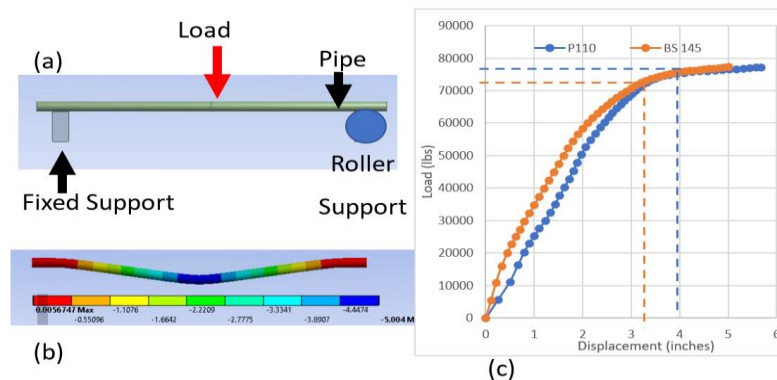 Load
(a)
Pipe
Fixed Support
Roller
Support
0.0056747 Max
-0.55096
-1.1076
-1.6642
-2.2209
-2.7775
-3.3341
-3.8907
-4.4474
-5.004 M
(b)
(c)
P110
BS 145
90000
80000
70000
60000
50000
40000
30000
20000
10000
0
Load (lbs)
0 1 2 3 4 5 6
Displacement (inches)